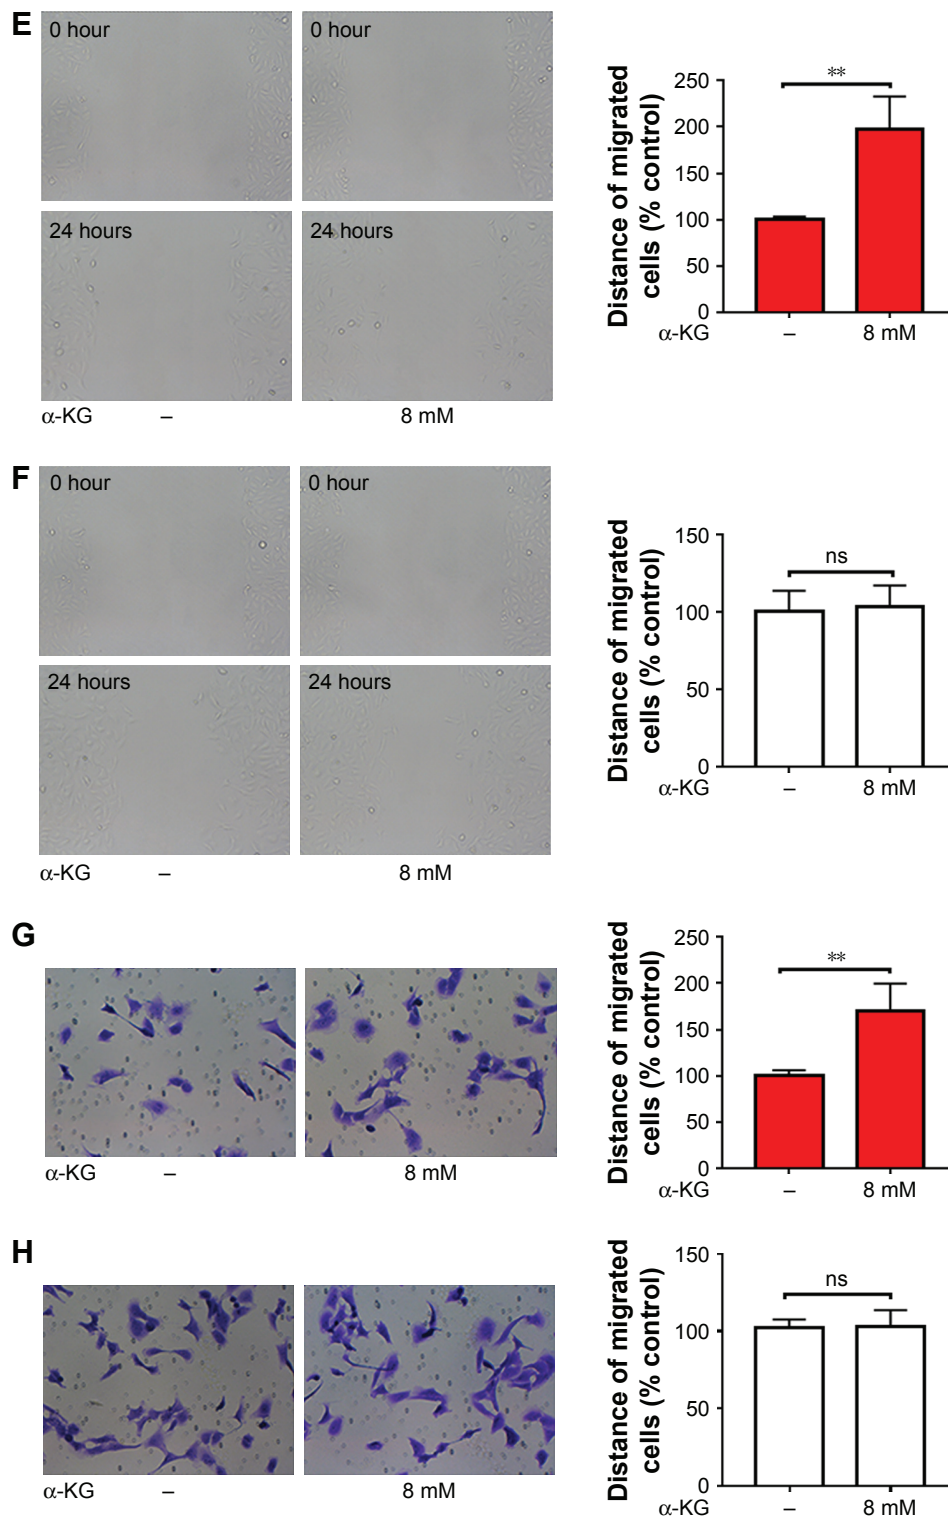 E
0 hour
0 hour
24 hours
24 hours
α-KG – 8 mM
Distance of migrated
cells (% control)
250
200
150
100
50
0
**
α-KG – 8 mM
F
0 hour
0 hour
24 hours
24 hours
α-KG – 8 mM
Distance of migrated
cells (% control)
150
100
50
0
ns
α-KG – 8 mM
G
α-KG – 8 mM
Distance of migrated
cells (% control)
250
200
150
100
50
0
**
α-KG – 8 mM
H
α-KG – 8 mM
Distance of migrated
cells (% control)
150
100
50
0
ns
α-KG – 8 mM